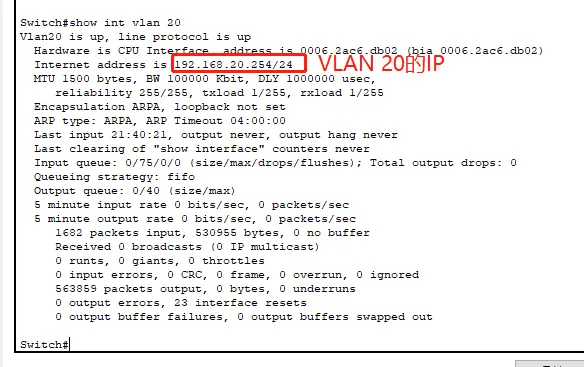 Switch#show int vlan 20
Vlan20 is up, line protocol is up
Hardware is CPU Interface, address is 0006.2ac6.db02 (bia 0006.2ac6.db02)
Internet address is 192.168.20.254/24 VLAN 20的IP
MTU 1500 bytes, BW 100000 Kbit, DLY 1000000 usec,
reliability 255/255, txload 1/255, rxload 1/255
Encapsulation ARPA, loopback not set
ARP type: ARPA, ARP Timeout 04:00:00
Last input 21:40:21, output never, output hang never
Last clearing of "show interface" counters never
Input queue: 0/75/0/0 (size/max/drops/flushes); Total output drops: 0
Queueing strategy: fifo
Output queue: 0/40 (size/max)
5 minute input rate 0 bits/sec, 0 packets/sec
5 minute output rate 0 bits/sec, 0 packets/sec
1682 packets input, 530955 bytes, 0 no buffer
Received 0 broadcasts (0 IP multicast)
0 runts, 0 giants, 0 throttles
0 input errors, 0 CRC, 0 frame, 0 overrun, 0 ignored
563859 packets output, 0 bytes, 0 underruns
0 output errors, 23 interface resets
0 output buffer failures, 0 output buffers swapped out
Switch#